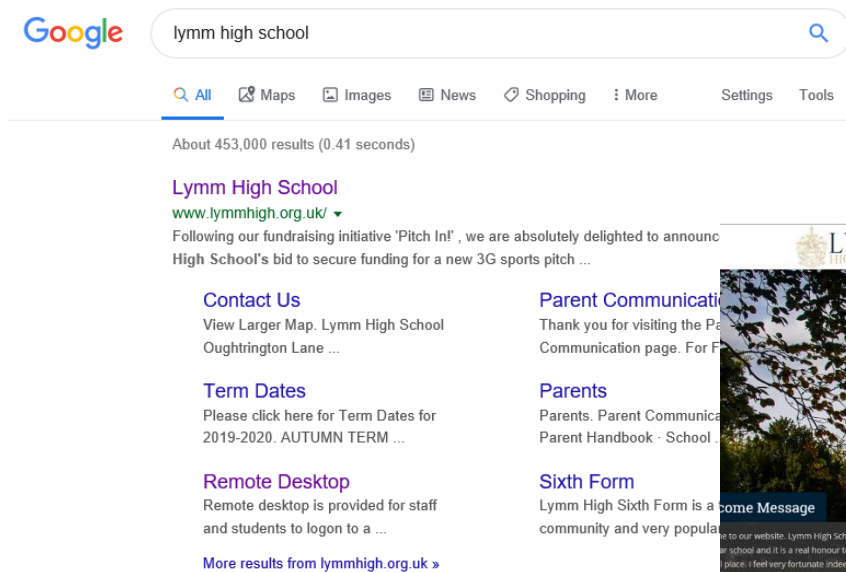 Google
lymm high school
All Maps Images News Shopping More Settings Tools
About 453,000 results (0.41 seconds)
Lymm High School
www.lymmhigh.org.uk/
Following our fundraising initiative 'Pitch In!' , we are absolutely delighted to announc
High School's bid to secure funding for a new 3G sports pitch ...
Contact Us
View Larger Map. Lymm High School
Oughtrington Lane ...
Parent Communicati
Thank you for visiting the Pa
Communication page. For F
Term Dates
Please click here for Term Dates for
2019-2020. AUTUMN TERM ...
Parents
Parents. Parent Communica
Parent Handbook · School .
Remote Desktop
Remote desktop is provided for staff
and students to logon to a ...
Sixth Form
Lymm High Sixth Form is a
community and very popula
More results from lymmhigh.org.uk »
LY
HIG
come Message
e to our website. Lymm High Sch
ar school and it is a real honour t
place. I feel very fortunate indee